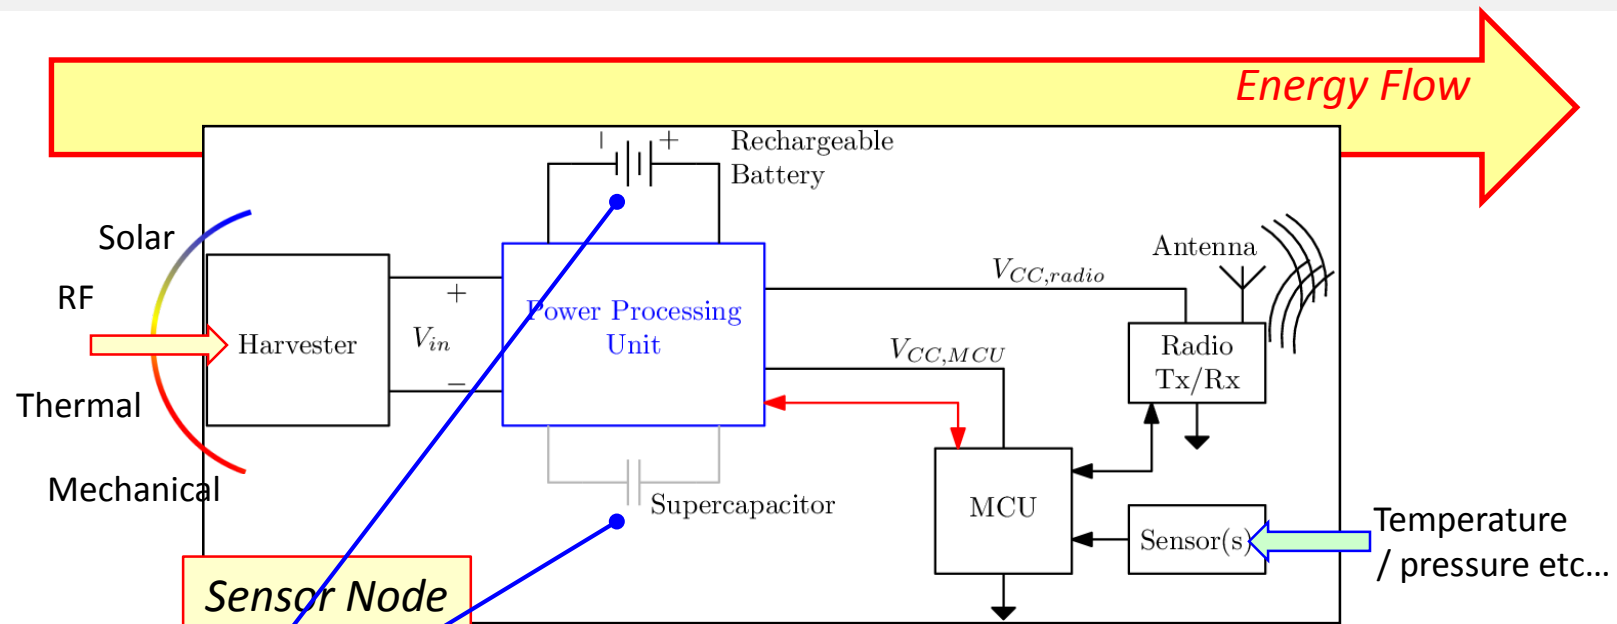 Energy Flow
− +
Rechargeable
Battery
Solar
RF
Thermal
Mechanical
Harvester
+
V_in
−
Power Processing
Unit
Supercapacitor
V_CC,radio
V_CC,MCU
Antenna
Radio
Tx/Rx
MCU
Sensor(s)
Temperature
/ pressure etc...
Sensor Node